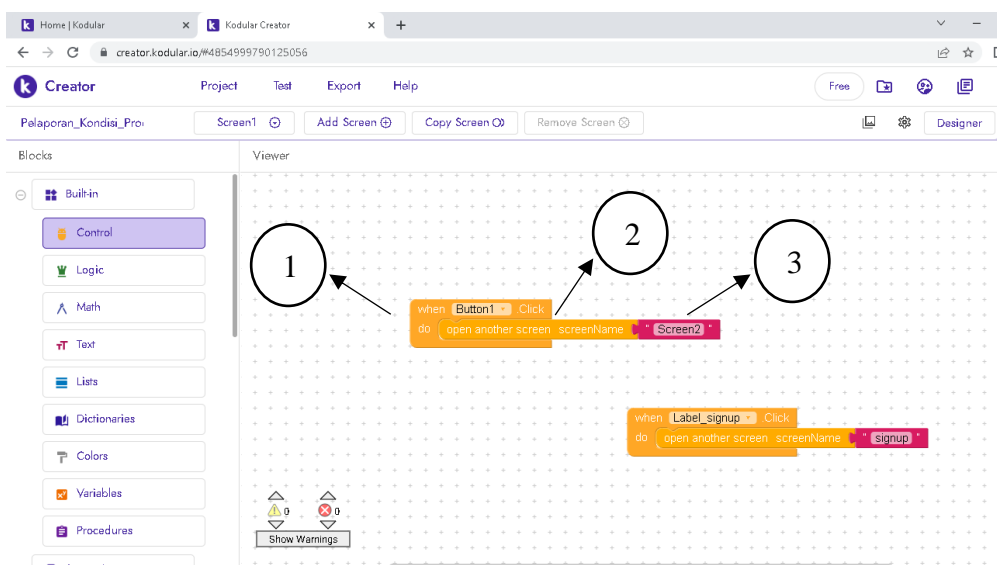 Home | Kodular
Kodular Creator
creator.kodular.io/#4854999790125056
Creator
Project
Test
Export
Help
Free
Pelaporan_Kondisi_Pro
Screen1
Add Screen
Copy Screen
Remove Screen
Designer
Blocks
Viewer
Built-in
Control
Logic
Math
Text
Lists
Dictionaries
Colors
Variables
Procedures
1
2
3
when Button1 .Click
do open another screen screenName " Screen2 "
when Label_signup .Click
do open another screen screenName " signup "
0
0
Show Warnings